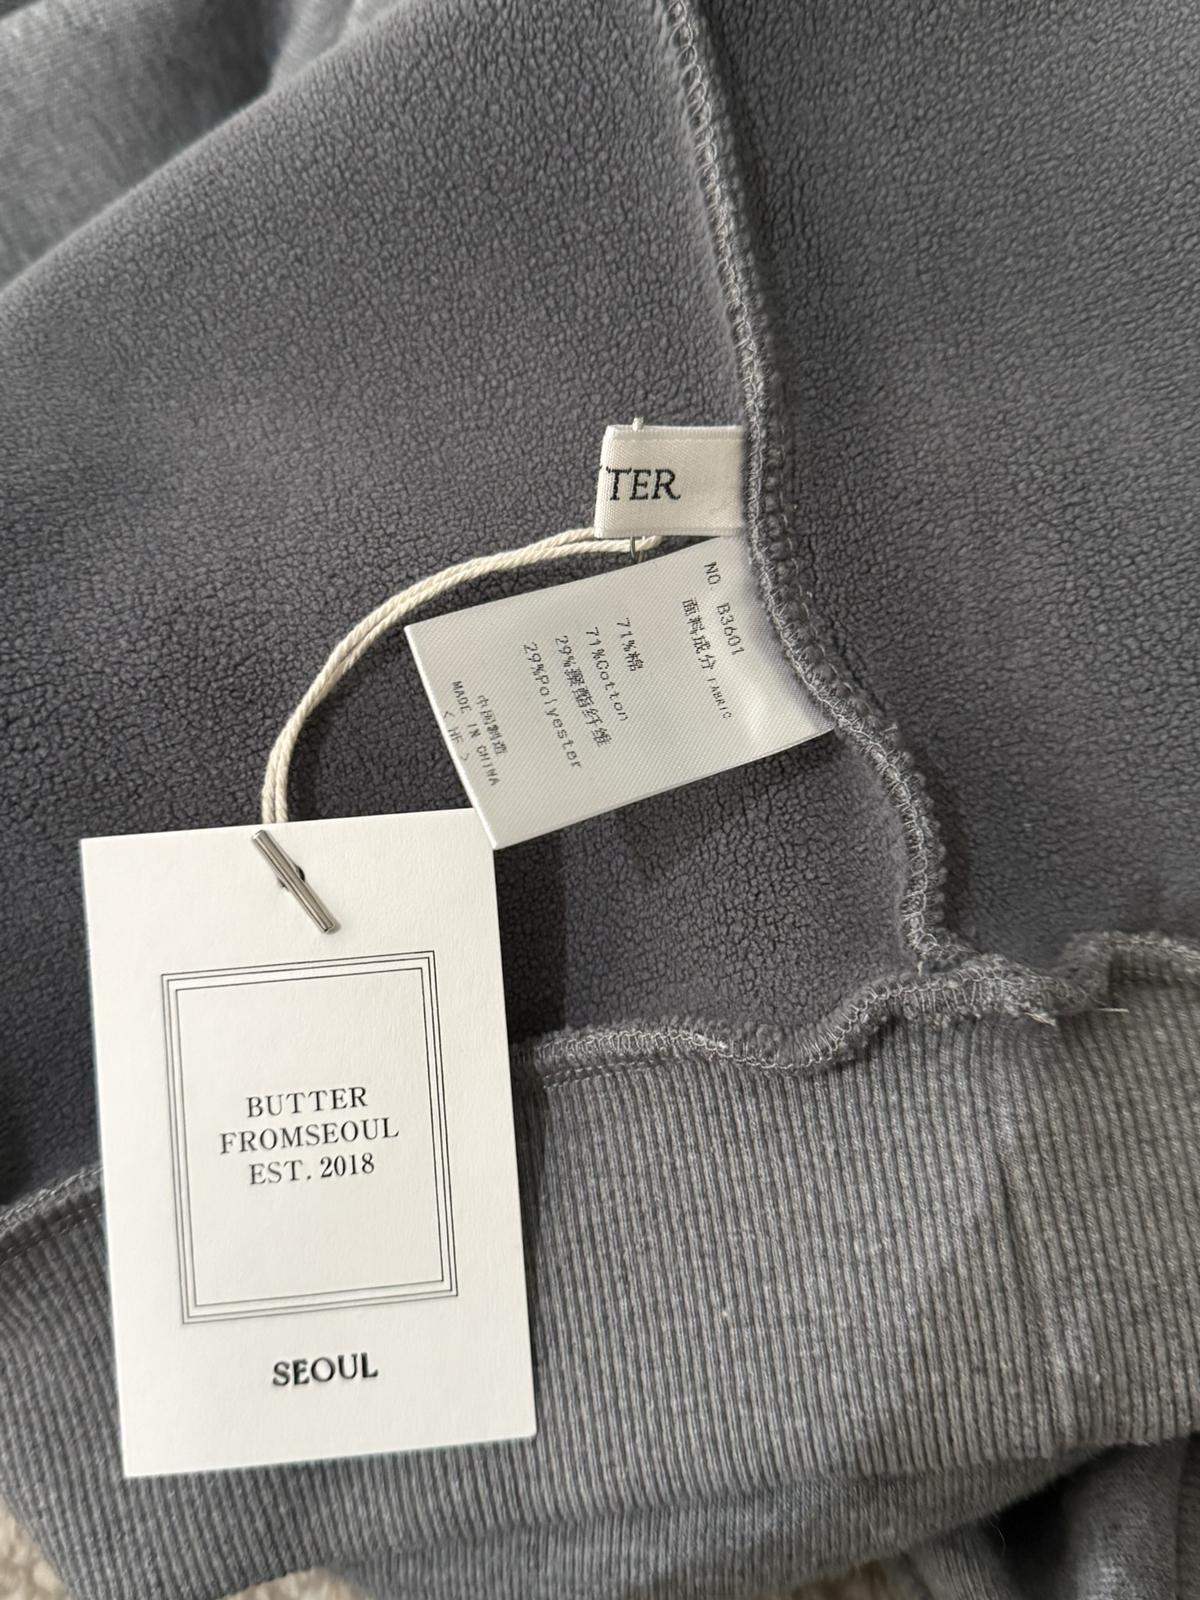 TER
NO. B3601
面料成分 FABRIC
71%棉
71%Cotton
29%聚酯纤维
29%Polyester
中国制造
MADE IN CHINA
< HF >
BUTTER
FROMSEOUL
EST. 2018
SEOUL